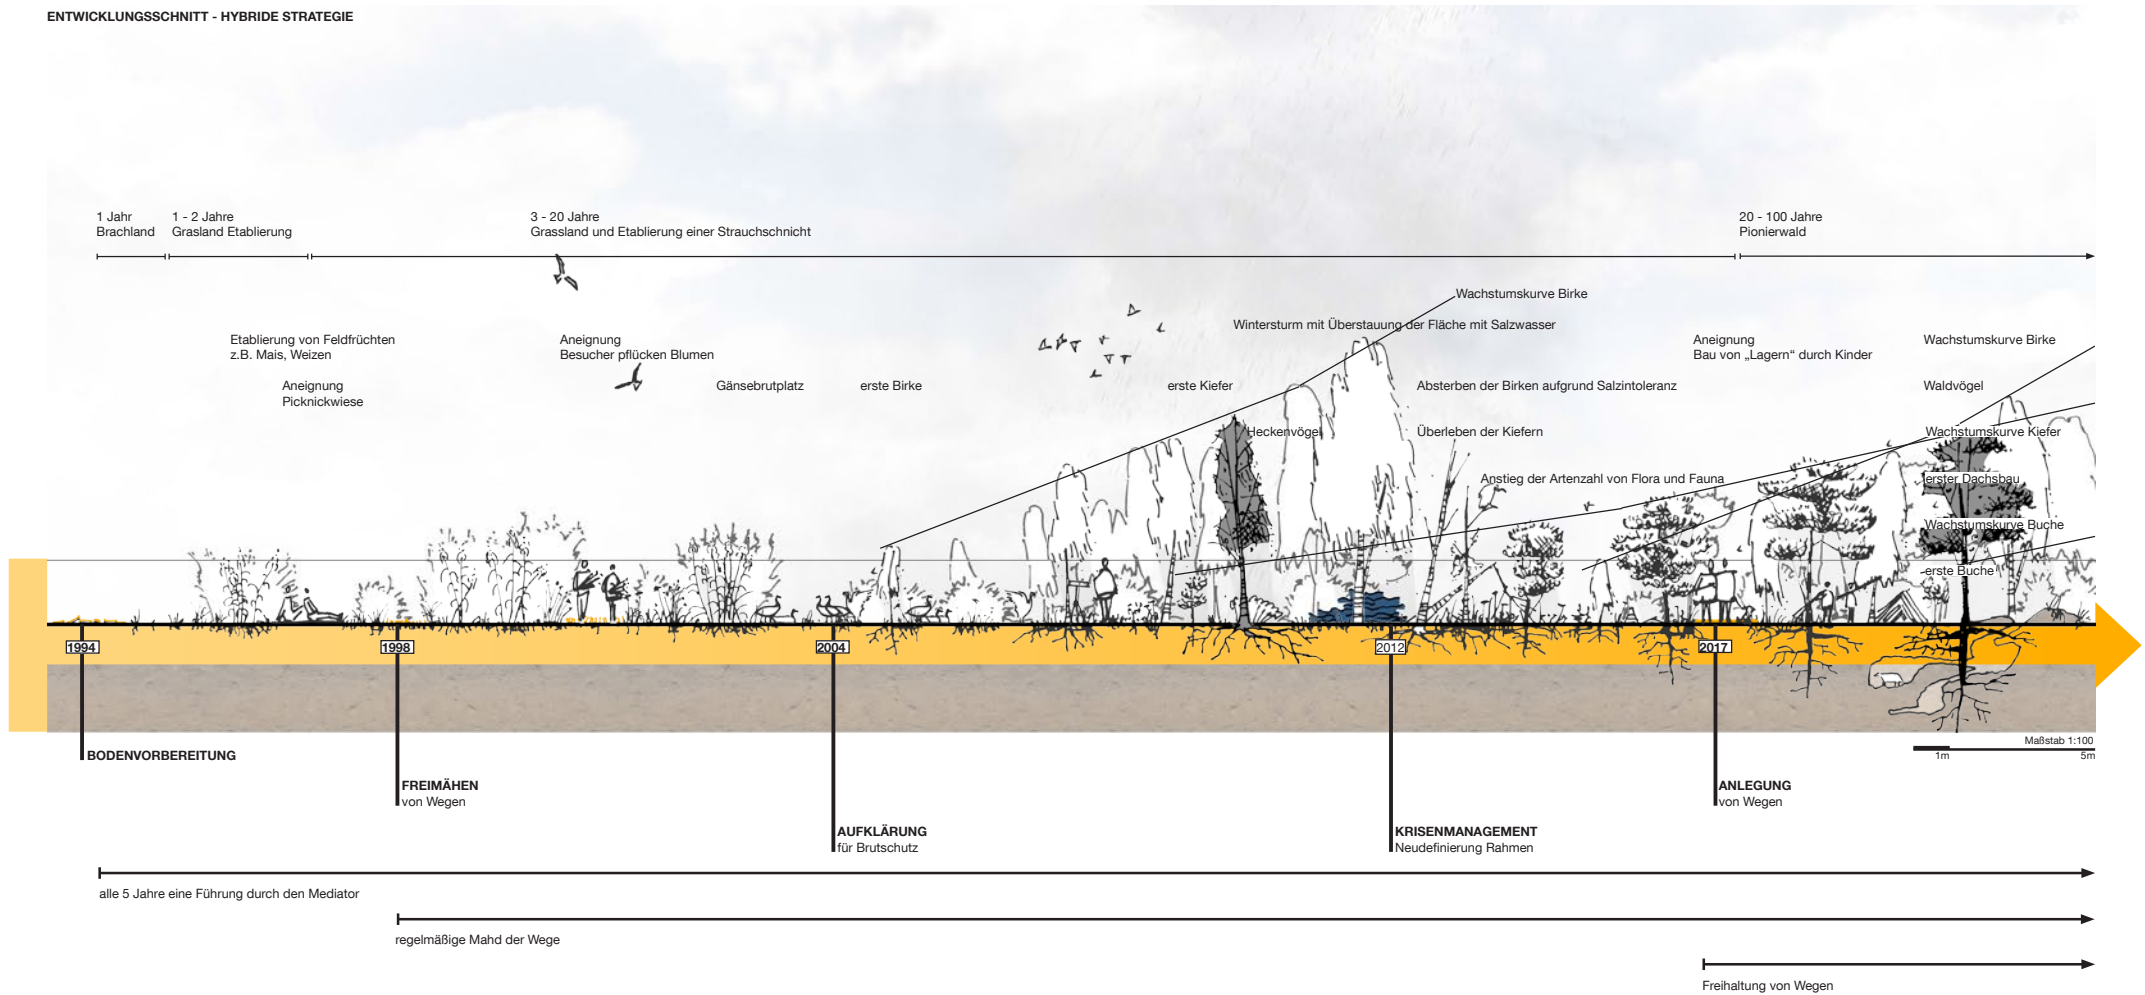 ENTWICKLUNGSSCHNITT - HYBRIDE STRATEGIE
1 Jahr
Brachland
1 - 2 Jahre
Grasland Etablierung
3 - 20 Jahre
Grassland und Etablierung einer Strauchschnicht
20 - 100 Jahre
Pionierwald
Wachstumskurve Birke
Wintersturm mit Überstauung der Fläche mit Salzwasser
Etablierung von Feldfrüchten
z.B. Mais, Weizen
Aneignung
Besucher pflücken Blumen
Aneignung
Bau von „Lagern“ durch Kinder
Wachstumskurve Birke
Aneignung
Picknickwiese
Gänsebrutplatz
erste Birke
erste Kiefer
Absterben der Birken aufgrund Salzintoleranz
Waldvögel
Heckenvögel
Überleben der Kiefern
Wachstumskurve Kiefer
Anstieg der Artenzahl von Flora und Fauna
erster Dachsbau
Wachstumskurve Buche
erste Buche
1994
1998
2004
2012
2017
Maßstab 1:100
1m
5m
BODENVORBEREITUNG
FREIMÄHEN
von Wegen
ANLEGUNG
von Wegen
AUFKLÄRUNG
für Brutschutz
KRISENMANAGEMENT
Neudefinierung Rahmen
alle 5 Jahre eine Führung durch den Mediator
regelmäßige Mahd der Wege
Freihaltung von Wegen